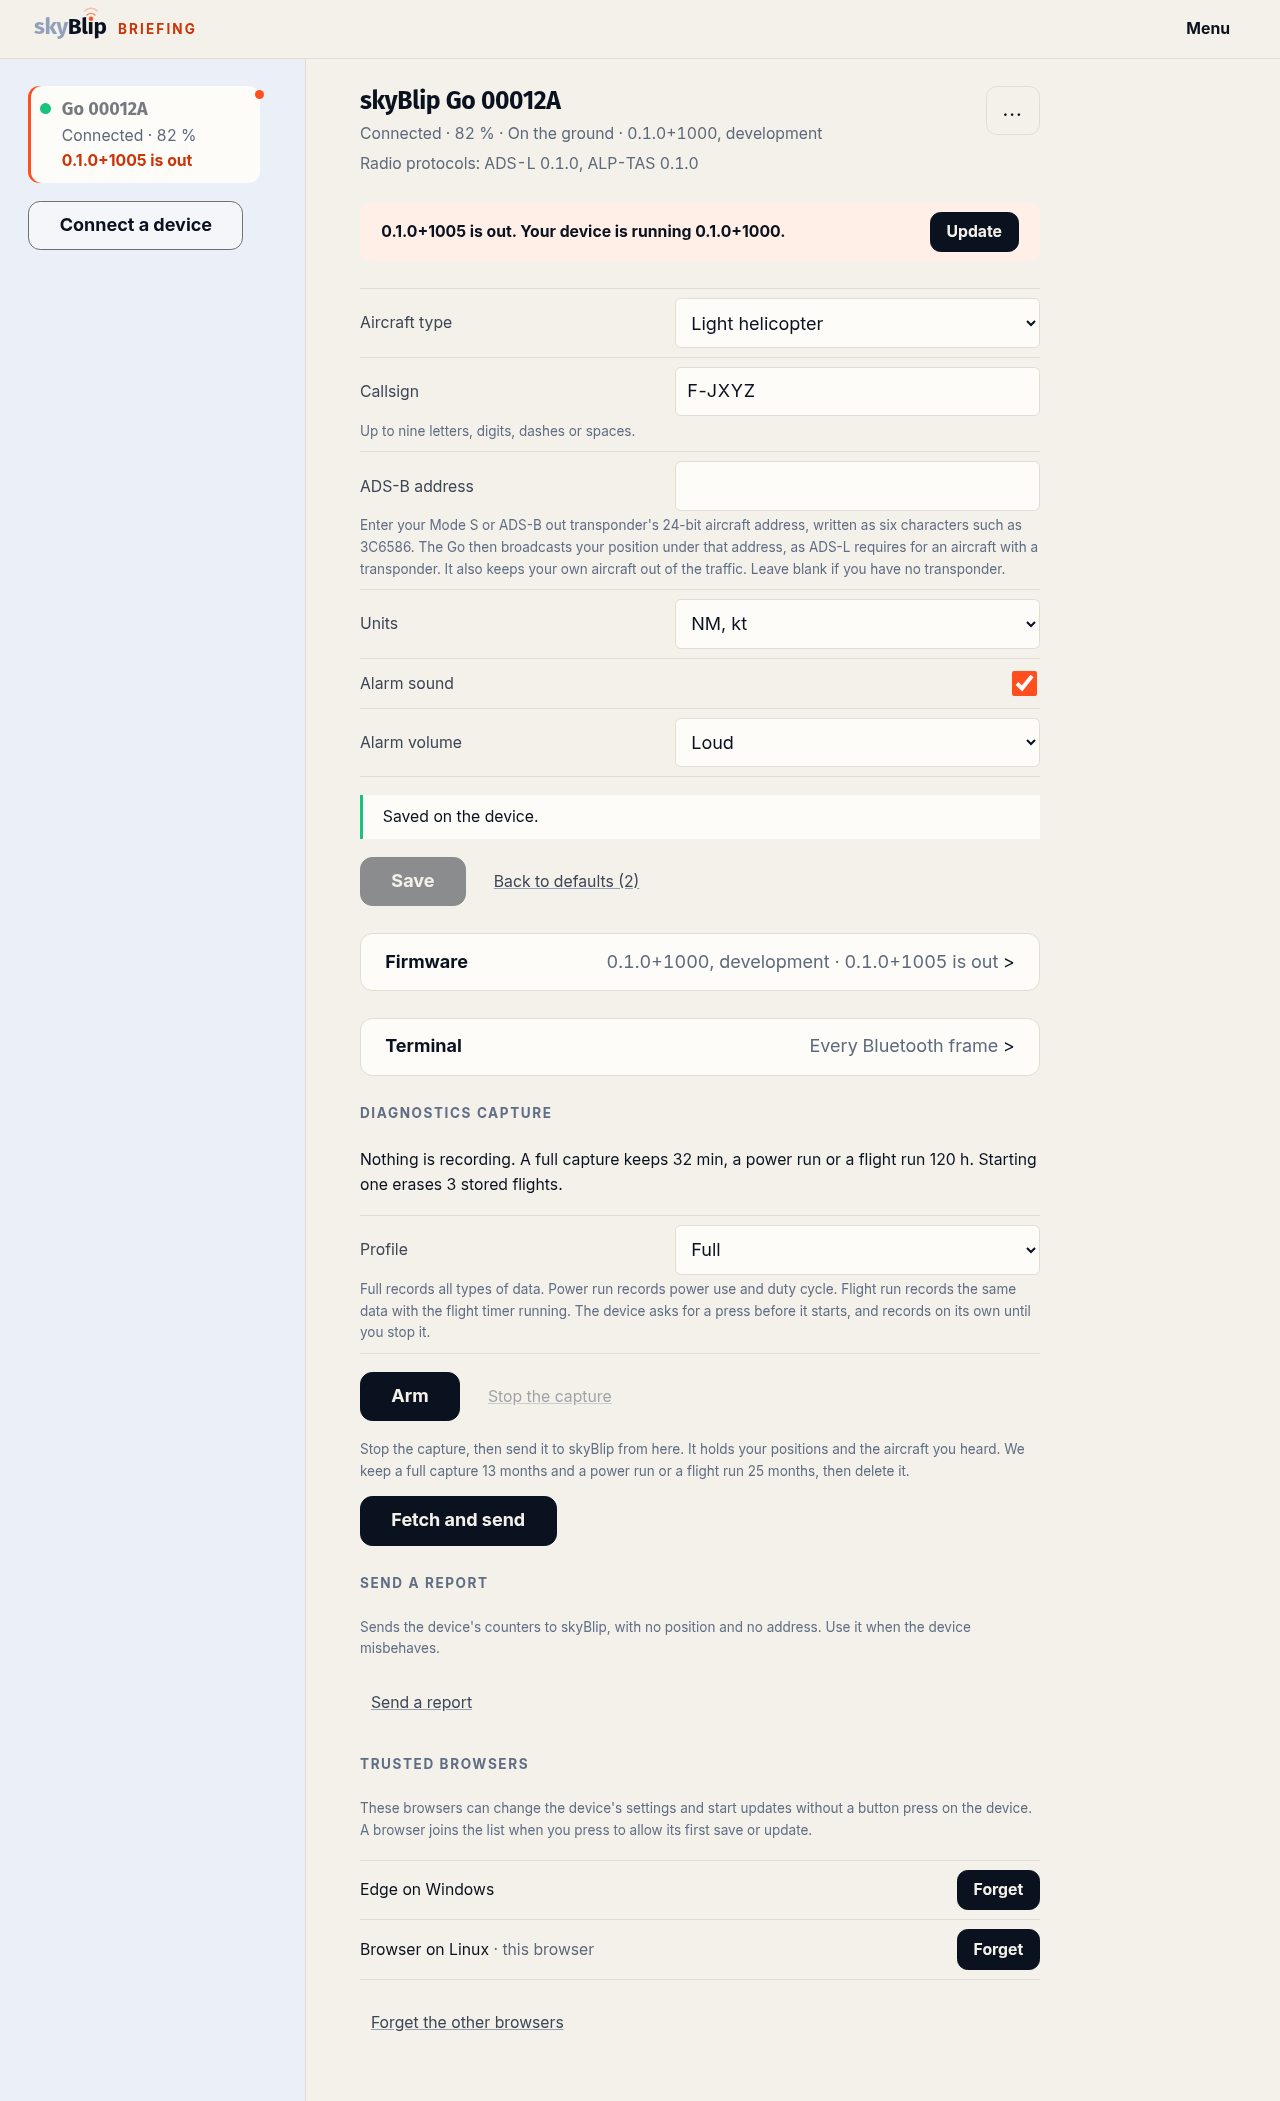 skyBlip BRIEFING
Menu
Go 00012A
Connected · 82 %
0.1.0+1005 is out
Connect a device
skyBlip Go 00012A
...
Connected · 82 % · On the ground · 0.1.0+1000, development
Radio protocols: ADS-L 0.1.0, ALP-TAS 0.1.0
0.1.0+1005 is out. Your device is running 0.1.0+1000.
Update
Aircraft type
Light helicopter
Callsign
F-JXYZ
Up to nine letters, digits, dashes or spaces.
ADS-B address
Enter your Mode S or ADS-B out transponder's 24-bit aircraft address, written as six characters such as
3C6586. The Go then broadcasts your position under that address, as ADS-L requires for an aircraft with a
transponder. It also keeps your own aircraft out of the traffic. Leave blank if you have no transponder.
Units
NM, kt
Alarm sound
Alarm volume
Loud
Saved on the device.
Save
Back to defaults (2)
Firmware
0.1.0+1000, development · 0.1.0+1005 is out >
Terminal
Every Bluetooth frame >
DIAGNOSTICS CAPTURE
Nothing is recording. A full capture keeps 32 min, a power run or a flight run 120 h. Starting
one erases 3 stored flights.
Profile
Full
Full records all types of data. Power run records power use and duty cycle. Flight run records the same
data with the flight timer running. The device asks for a press before it starts, and records on its own until
you stop it.
Arm
Stop the capture
Stop the capture, then send it to skyBlip from here. It holds your positions and the aircraft you heard. We
keep a full capture 13 months and a power run or a flight run 25 months, then delete it.
Fetch and send
SEND A REPORT
Sends the device's counters to skyBlip, with no position and no address. Use it when the device
misbehaves.
Send a report
TRUSTED BROWSERS
These browsers can change the device's settings and start updates without a button press on the device.
A browser joins the list when you press to allow its first save or update.
Edge on Windows
Forget
Browser on Linux · this browser
Forget
Forget the other browsers